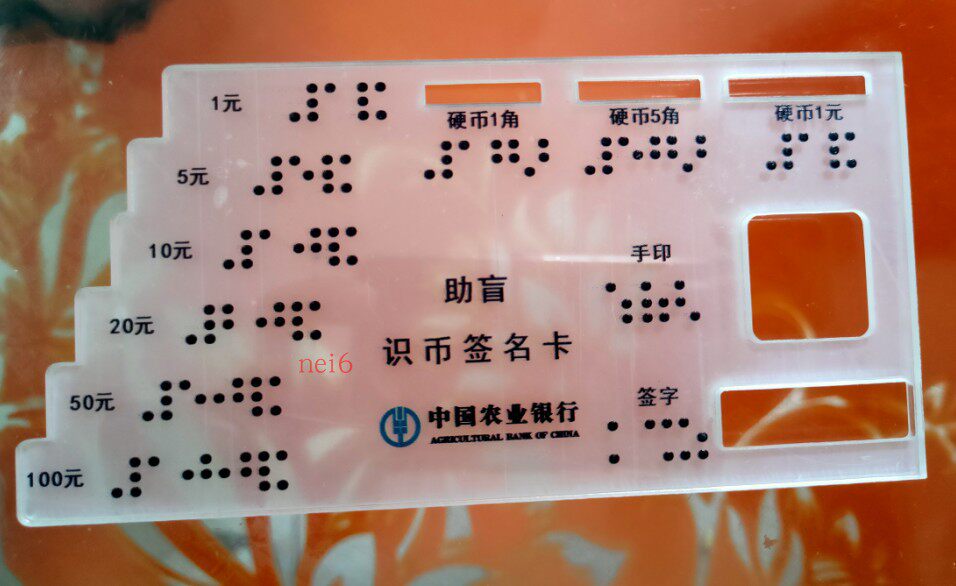 1元
硬币1角
硬币5角
硬币1元
5元
10元
手印
助盲
20元
识币签名卡
nei6
50元
签字
中国农业银行
AGRICULTURAL BANK OF CHINA
100元